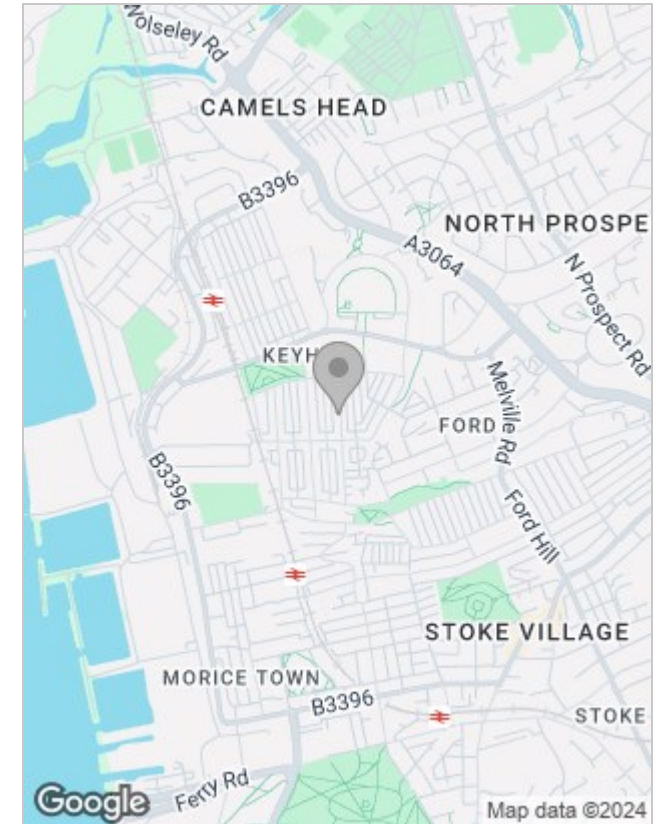 Wolseley Rd
CAMELS HEAD
B3396
NORTH PROSPE
A3064
N Prospect Rd
KEYH
Melville Rd
FORD
B3396
Ford Hill
STOKE VILLAGE
MORICE TOWN
B3396
STOKE
Ferry Rd
Google
Map data ©2024